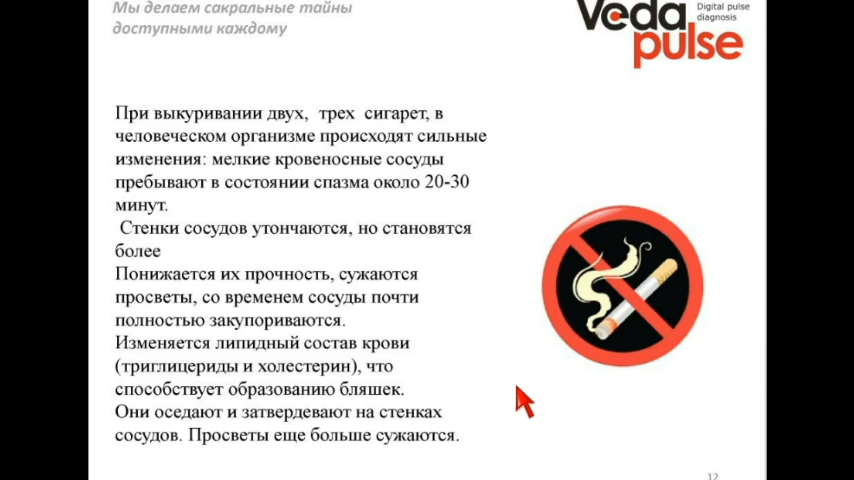 Мы делаем сакральные тайны
доступными каждому
Veda
pulse
Digital pulse
diagnosis
При выкуривании двух, трех сигарет, в
человеческом организме происходят сильные
изменения: мелкие кровеносные сосуды
пребывают в состоянии спазма около 20-30
минут.
Стенки сосудов утончаются, но становятся
более
Понижается их прочность, сужаются
просветы, со временем сосуды почти
полностью закупориваются.
Изменяется липидный состав крови
(триглицериды и холестерин), что
способствует образованию бляшек.
Они оседают и затвердевают на стенках
сосудов. Просветы еще больше сужаются.
12